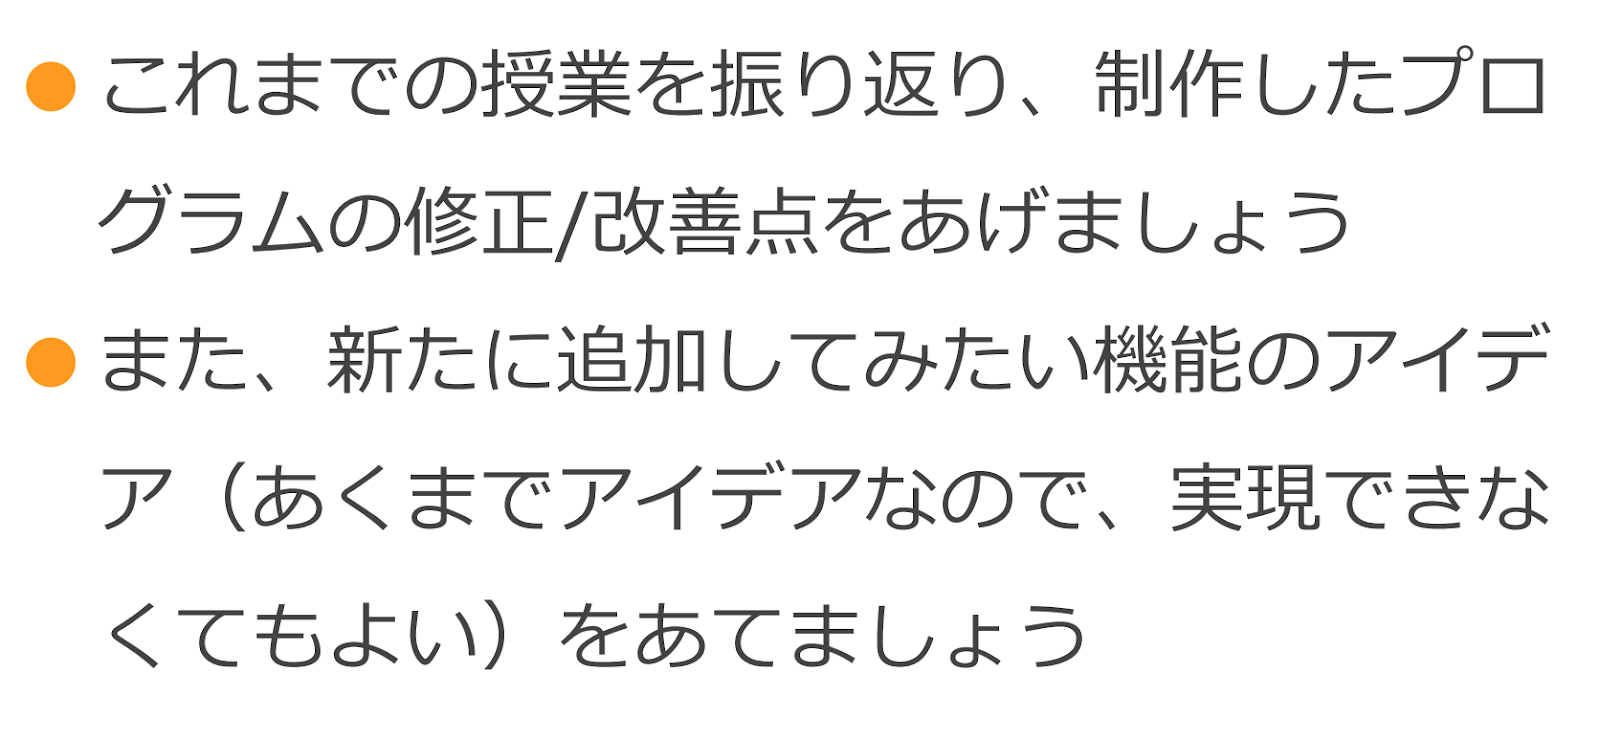 ● これまでの授業を振り返り、制作したプロ
グラムの修正/改善点をあげましょう
● また、新たに追加してみたい機能のアイデ
ア（あくまでアイデアなので、実現できな
くてもよい）をあてましょう